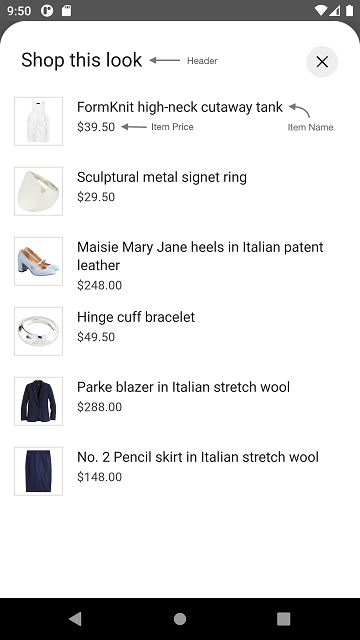 9:50
Shop this look
Header
FormKnit high-neck cutaway tank
$39.50
Item Price
Item Name
Sculptural metal signet ring
$29.50
Maisie Mary Jane heels in Italian patent
leather
$248.00
Hinge cuff bracelet
$49.50
Parke blazer in Italian stretch wool
$288.00
No. 2 Pencil skirt in Italian stretch wool
$148.00